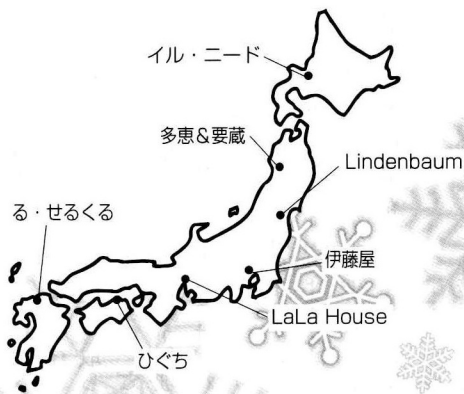 イル・ニード
多恵&要蔵
Lindenbaum
る・せるくる
伊藤屋
LaLa House
ひぐち